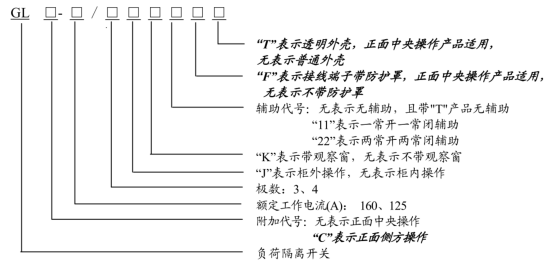 GL □-□/□□□□□□
“T”表示透明外壳，正面中央操作产品适用，
无表示普通外壳
“F”表示接线端子带防护罩，正面中央操作产品适用，
无表示不带防护罩
辅助代号：无表示无辅助，且带"T"产品无辅助
“11”表示一常开一常闭辅助
“22”表示两常开两常闭辅助
“K”表示带观察窗，无表示不带观察窗
“J”表示柜外操作，无表示柜内操作
极数：3、4
额定工作电流(A)： 160、125
附加代号：无表示正面中央操作
“C”表示正面侧方操作
负荷隔离开关